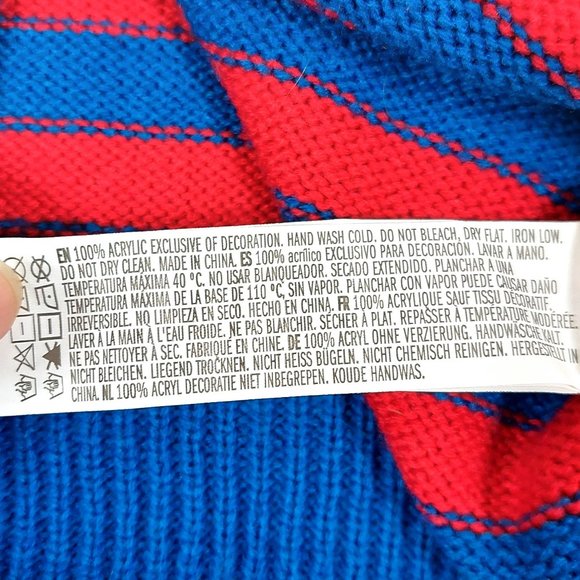 EN 100% ACRYLIC EXCLUSIVE OF DECORATION. HAND WASH COLD. DO NOT BLEACH, DRY FLAT. IRON LOW.
DO NOT DRY CLEAN. MADE IN CHINA. ES 100% acrílico EXCLUSIVO PARA DECORACIÓN. LAVAR A MANO.
TEMPERATURA MÁXIMA 40 °C. NO USAR BLANQUEADOR. SECADO EXTENDIDO. PLANCHAR A UNA
TEMPERATURA MÁXIMA DE LA BASE DE 110 °C, SIN VAPOR. PLANCHAR CON VAPOR PUEDE CAUSAR DAÑO
IRREVERSIBLE. NO LIMPIEZA EN SECO. HECHO EN CHINA. FR 100% ACRYLIQUE SAUF TISSU DÉCORATIF.
LAVER À LA MAIN À L'EAU FROIDE. NE PAS BLANCHIR. SÉCHER À PLAT. REPASSER À TEMPÉRATURE MODÉRÉE.
NE PAS NETTOYER À SEC. FABRIQUÉ EN CHINE. DE 100% ACRYL OHNE VERZIERUNG. HANDWÄSCHE KALT.
NICHT BLEICHEN. LIEGEND TROCKNEN. NICHT HEISS BÜGELN. NICHT CHEMISCH REINIGEN. HERGESTELLT IN
CHINA. NL 100% ACRYL DECORATIE NIET INBEGREPEN. KOUDE HANDWAS.